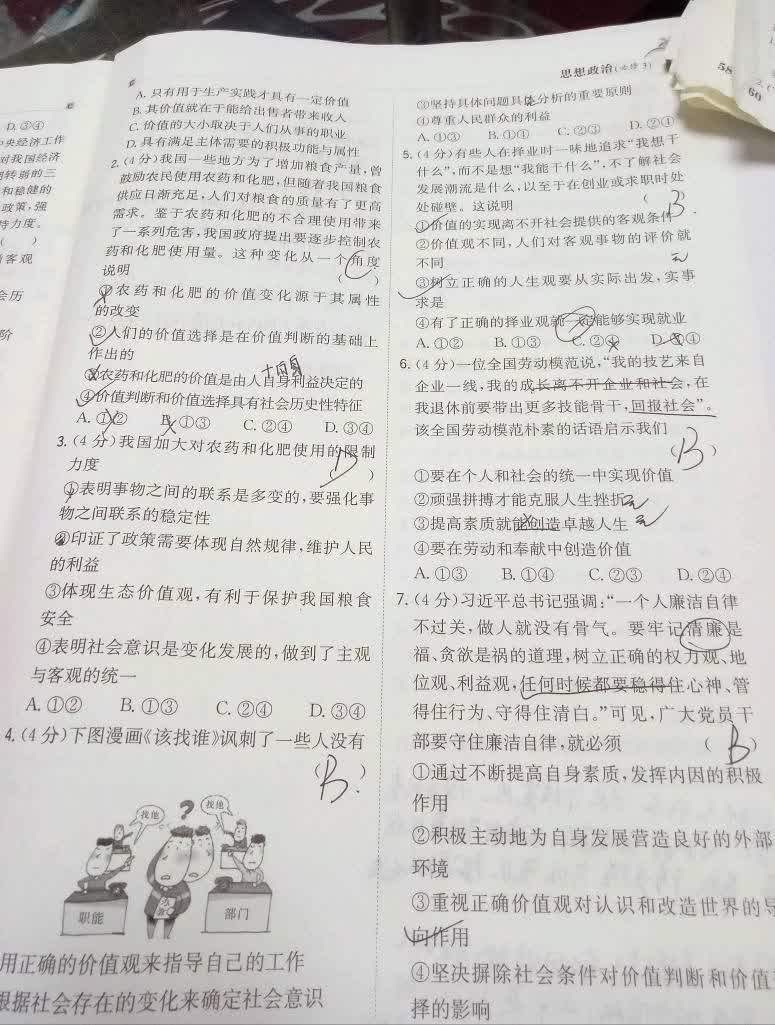 D.③④
央经济工作
对我国经济
和稳健的
政策,强
持力度。
( )
客观
会历
阶
A. 只有用于生产实践才具有一定价值
B. 其价值就在于能给出售者带来收入
C. 价值的大小取决于人们从事的职业
D. 具有满足主体需要的积极功能与属性
2.(4分)我国一些地方为了增加粮食产量,曾
鼓励农民使用农药和化肥,但随着我国粮食
供应日渐充足,人们对粮食的质量有了更高
需求。鉴于农药和化肥的不合理使用带来
了一系列危害,我国政府提出要逐步控制农
药和化肥使用量。这种变化从一个角度
说明 ( C )
①农药和化肥的价值变化源于其属性
的改变
②人们的价值选择是在价值判断的基础上
作出的
③农药和化肥的价值是由人自身利益决定的
④价值判断和价值选择具有社会历史性特征
A.①② B.①③ C.②④ D.③④
3.(4分)我国加大对农药和化肥使用的限制
力度 ( D )
①表明事物之间的联系是多变的,要强化事
物之间联系的稳定性
②印证了政策需要体现自然规律,维护人民
的利益
③体现生态价值观,有利于保护我国粮食
安全
④表明社会意识是变化发展的,做到了主观
与客观的统一
A.①② B.①③ C.②④ D.③④
4.(4分)下图漫画《该找谁》讽刺了一些人没有
( B. )
找他
?
找他
职能
部门
用正确的价值观来指导自己的工作
根据社会存在的变化来确定社会意识
思想政治(必修3)
③坚持具体问题具体分析的重要原则
④尊重人民群众的利益
A.①③ B.①④ C.②③ D.②④
5.(4分)有些人在择业时一味地追求“我想干
什么”,而不是想“我能干什么”,不了解社会
发展潮流是什么,以至于在创业或求职时处
处碰壁。这说明 ( B )
①价值的实现离不开社会提供的客观条件
②价值观不同,人们对客观事物的评价就
不同
③树立正确的人生观要从实际出发,实事
求是
④有了正确的择业观就一定能够实现就业
A.①② B.①③ C.②④ D.③④
6.(4分)一位全国劳动模范说,“我的技艺来自
企业一线,我的成长离不开企业和社会,在
我退休前要带出更多技能骨干,回报社会”。
该全国劳动模范朴素的话语启示我们
( B )
①要在个人和社会的统一中实现价值
②顽强拼搏才能克服人生挫折
③提高素质就能创造卓越人生
④要在劳动和奉献中创造价值
A.①③ B.①④ C.②③ D.②④
7.(4分)习近平总书记强调:“一个人廉洁自律
不过关,做人就没有骨气。要牢记清廉是
福、贪欲是祸的道理,树立正确的权力观、地
位观、利益观,任何时候都要稳得住心神、管
得住行为、守得住清白。”可见,广大党员干
部要守住廉洁自律,就必须 ( B )
①通过不断提高自身素质,发挥内因的积极
作用
②积极主动地为自身发展营造良好的外部
环境
③重视正确价值观对认识和改造世界的导
向作用
④坚决摒除社会条件对价值判断和价值
择的影响
58
60